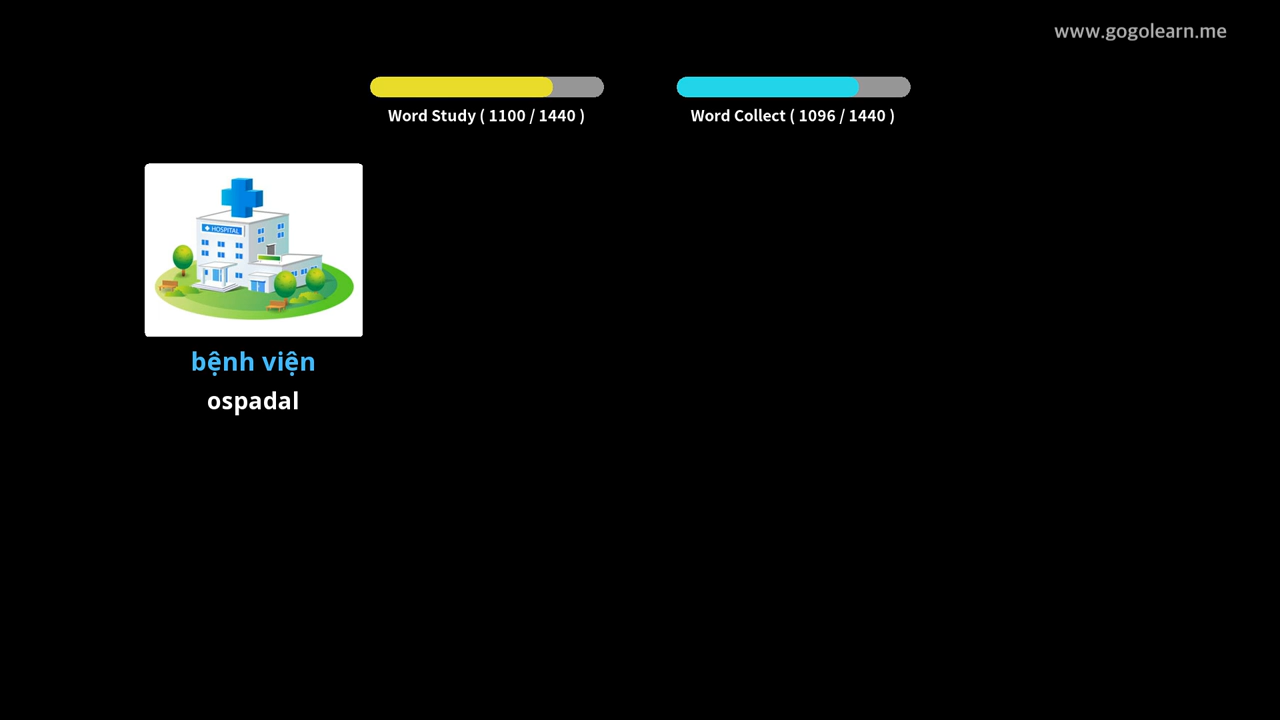 www.gogolearn.me
Word Study ( 1100 / 1440 )
Word Collect ( 1096 / 1440 )
HOSPITAL
bệnh viện
ospadal